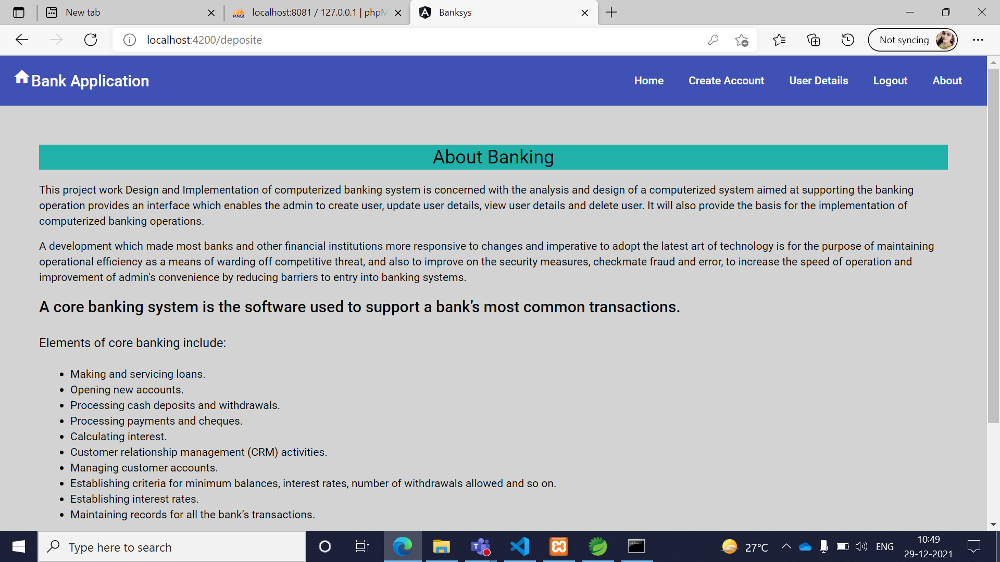 New tab
localhost:8081 / 127.0.0.1 | phpM
Banksys
localhost:4200/deposite
Not syncing
Bank Application
Home Create Account User Details Logout About
About Banking
This project work Design and Implementation of computerized banking system is concerned with the analysis and design of a computerized system aimed at supporting the banking
operation provides an interface which enables the admin to create user, update user details, view user details and delete user. It will also provide the basis for the implementation of
computerized banking operations.
A development which made most banks and other financial institutions more responsive to changes and imperative to adopt the latest art of technology is for the purpose of maintaining
operational efficiency as a means of warding off competitive threat, and also to improve on the security measures, checkmate fraud and error, to increase the speed of operation and
improvement of admin's convenience by reducing barriers to entry into banking systems.
A core banking system is the software used to support a bank’s most common transactions.
Elements of core banking include:
• Making and servicing loans.
• Opening new accounts.
• Processing cash deposits and withdrawals.
• Processing payments and cheques.
• Calculating interest.
• Customer relationship management (CRM) activities.
• Managing customer accounts.
• Establishing criteria for minimum balances, interest rates, number of withdrawals allowed and so on.
• Establishing interest rates.
• Maintaining records for all the bank’s transactions.
Type here to search
27°C
ENG
10:49
29-12-2021